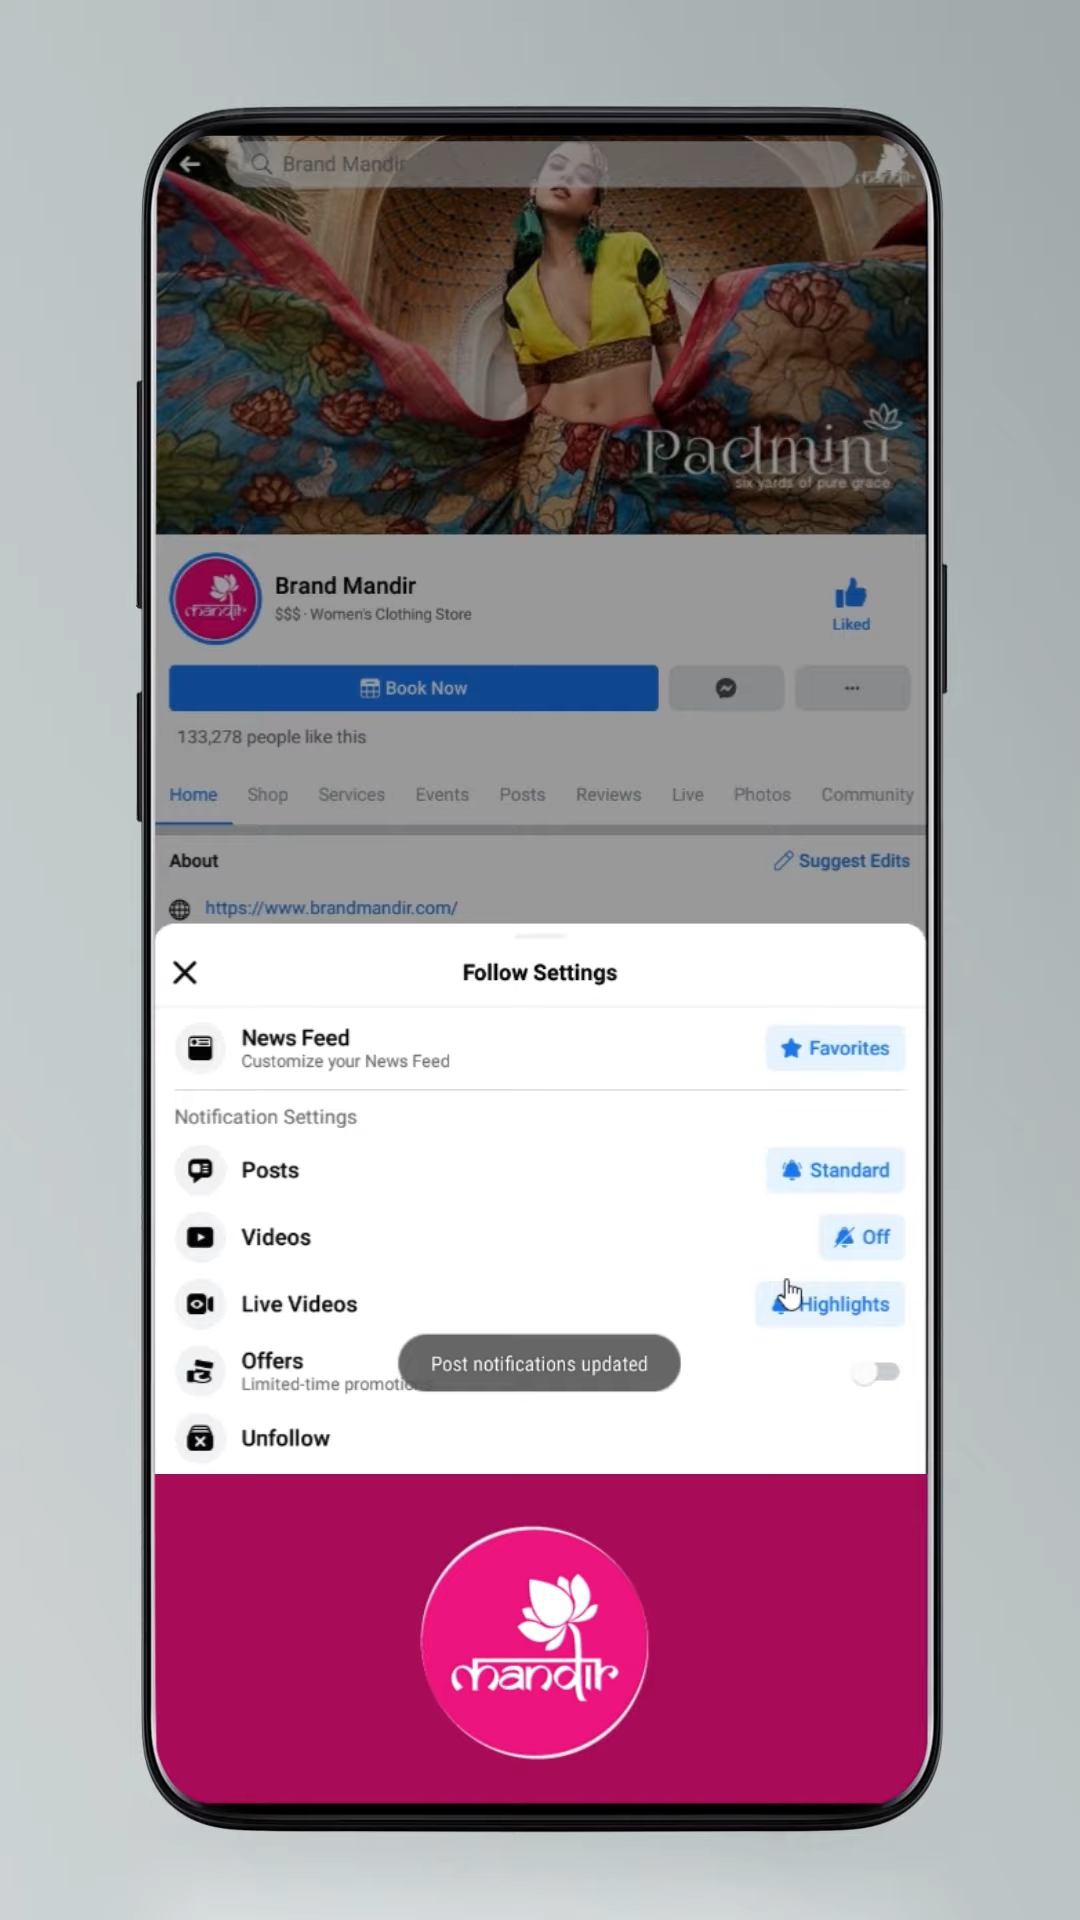 Brand Mandir
mandir
Padmini
six yards of pure grace
mandir
Brand Mandir
$$$ · Women's Clothing Store
Liked
Book Now
133,278 people like this
Home Shop Services Events Posts Reviews Live Photos Community
About
Suggest Edits
https://www.brandmandir.com/
Follow Settings
News Feed
Customize your News Feed
Favorites
Notification Settings
Posts
Standard
Videos
Off
Live Videos
Highlights
Offers
Limited-time promotio
Post notifications updated
Unfollow
mandir